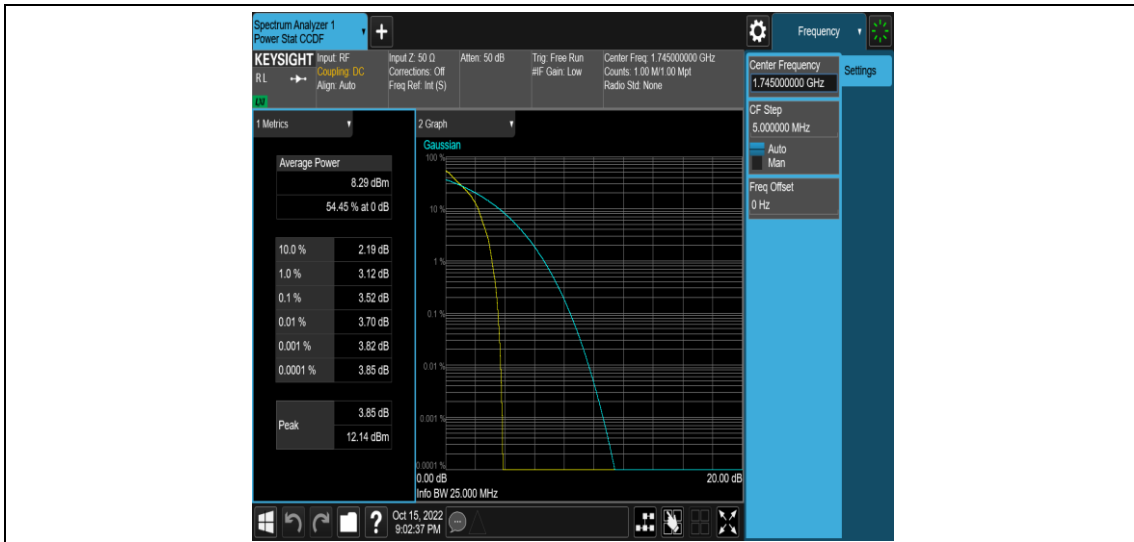 Spectrum Analyzer 1
Power Stat CCDF
+
Frequency
KEYSIGHT
RL
LXI
Input: RF
Coupling: DC
Align: Auto
Input Z: 50 Ω
Corrections: Off
Freq Ref: Int (S)
Atten: 50 dB
Trig: Free Run
#IF Gain: Low
Center Freq: 1.745000000 GHz
Counts: 1.00 M/1.00 Mpt
Radio Std: None
Center Frequency
1.745000000 GHz
Settings
CF Step
5.000000 MHz
Auto
Man
Freq Offset
0 Hz
1 Metrics
Average Power
8.29 dBm
54.45 % at 0 dB
10.0 % 2.19 dB
1.0 % 3.12 dB
0.1 % 3.52 dB
0.01 % 3.70 dB
0.001 % 3.82 dB
0.0001 % 3.85 dB
Peak
3.85 dB
12.14 dBm
2 Graph
Gaussian
100 %
10 %
1 %
0.1 %
0.01 %
0.001 %
0.0001 %
0.00 dB 20.00 dB
Info BW 25.000 MHz
?
Oct 15, 2022
9:02:37 PM